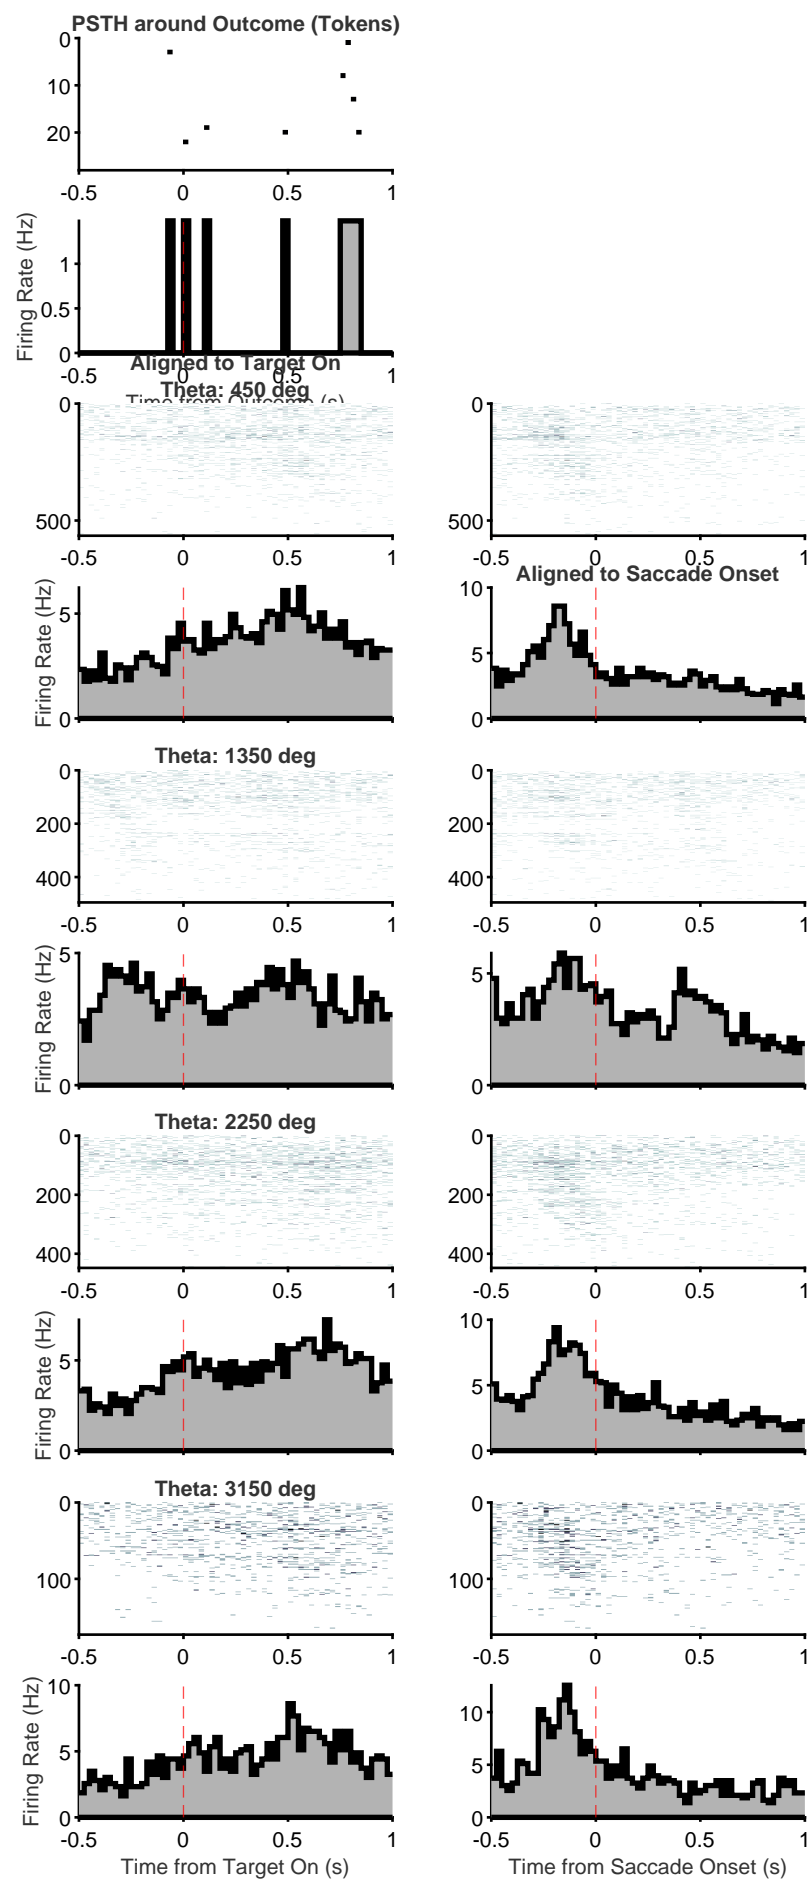 PSTH around Outcome (Tokens)
0
10
20
-0.5 0 0.5 1
Firing Rate (Hz)
1
0.5
0
-0.5 0 0.5 1
Time from Outcome (s)
Aligned to Target On
Theta: 450 deg
0
500
-0.5 0 0.5 1
0
500
-0.5 0 0.5 1
Firing Rate (Hz)
5
0
Aligned to Saccade Onset
10
5
0
Theta: 1350 deg
0
200
400
-0.5 0 0.5 1
0
200
400
-0.5 0 0.5 1
Firing Rate (Hz)
5
0
5
0
Theta: 2250 deg
0
200
400
-0.5 0 0.5 1
0
200
400
-0.5 0 0.5 1
Firing Rate (Hz)
5
0
10
5
0
Theta: 3150 deg
0
100
-0.5 0 0.5 1
0
100
-0.5 0 0.5 1
Firing Rate (Hz)
10
5
0
-0.5 0 0.5 1
Time from Target On (s)
10
5
0
-0.5 0 0.5 1
Time from Saccade Onset (s)